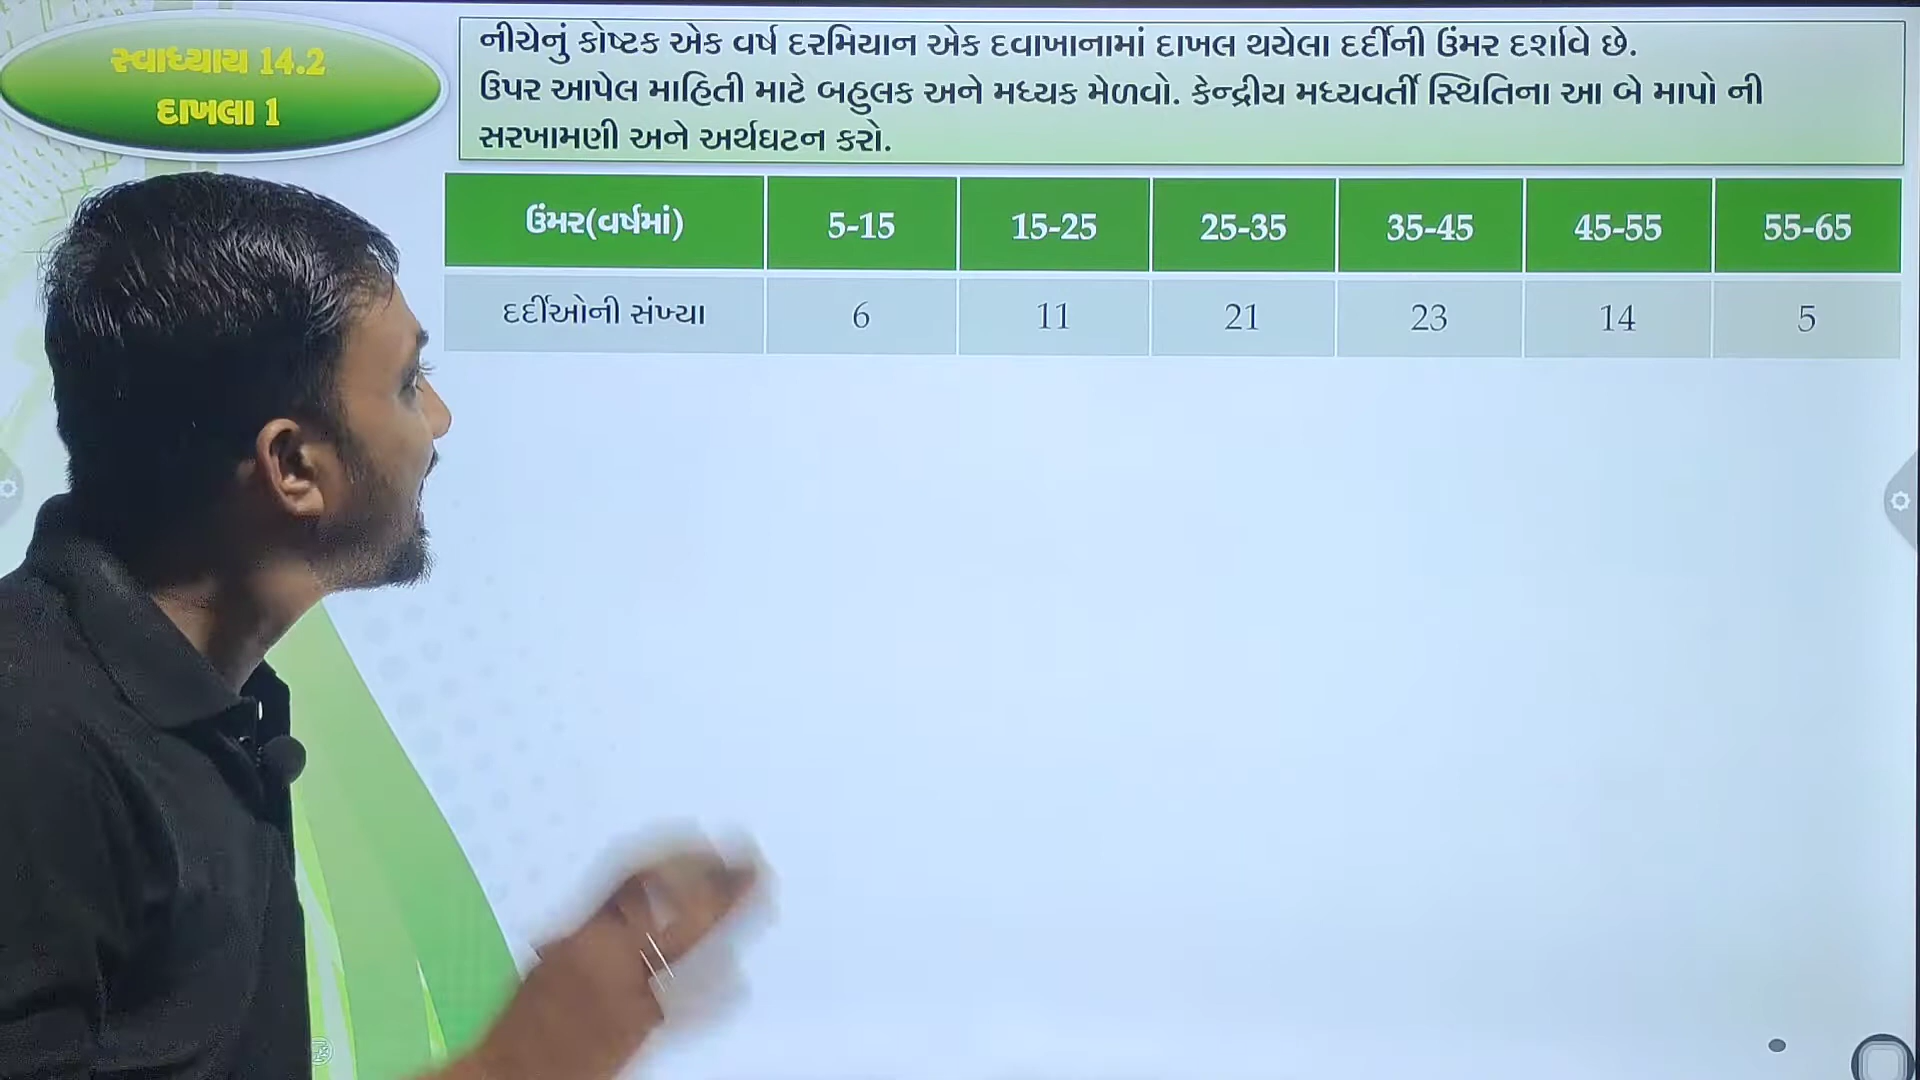 સ્વાધ્યાય 14.2
દાખલા 1
નીચેનું કોષ્ટક એક વર્ષ દરમિયાન એક દવાખાનામાં દાખલ થયેલા દર્દીની ઉંમર દર્શાવે છે.
ઉપર આપેલ માહિતી માટે બહુલક અને મધ્યક મેળવો. કેન્દ્રીય મધ્યવર્તી સ્થિતિના આ બે માપો ની
સરખામણી અને અર્થઘટન કરો.
ઉંમર(વર્ષમાં) 5-15 15-25 25-35 35-45 45-55 55-65
દર્દીઓની સંખ્યા 6 11 21 23 14 5